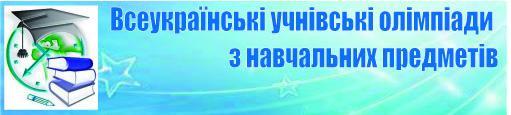 Всеукраїнські учнівські олімпіади
з навчальних предметів